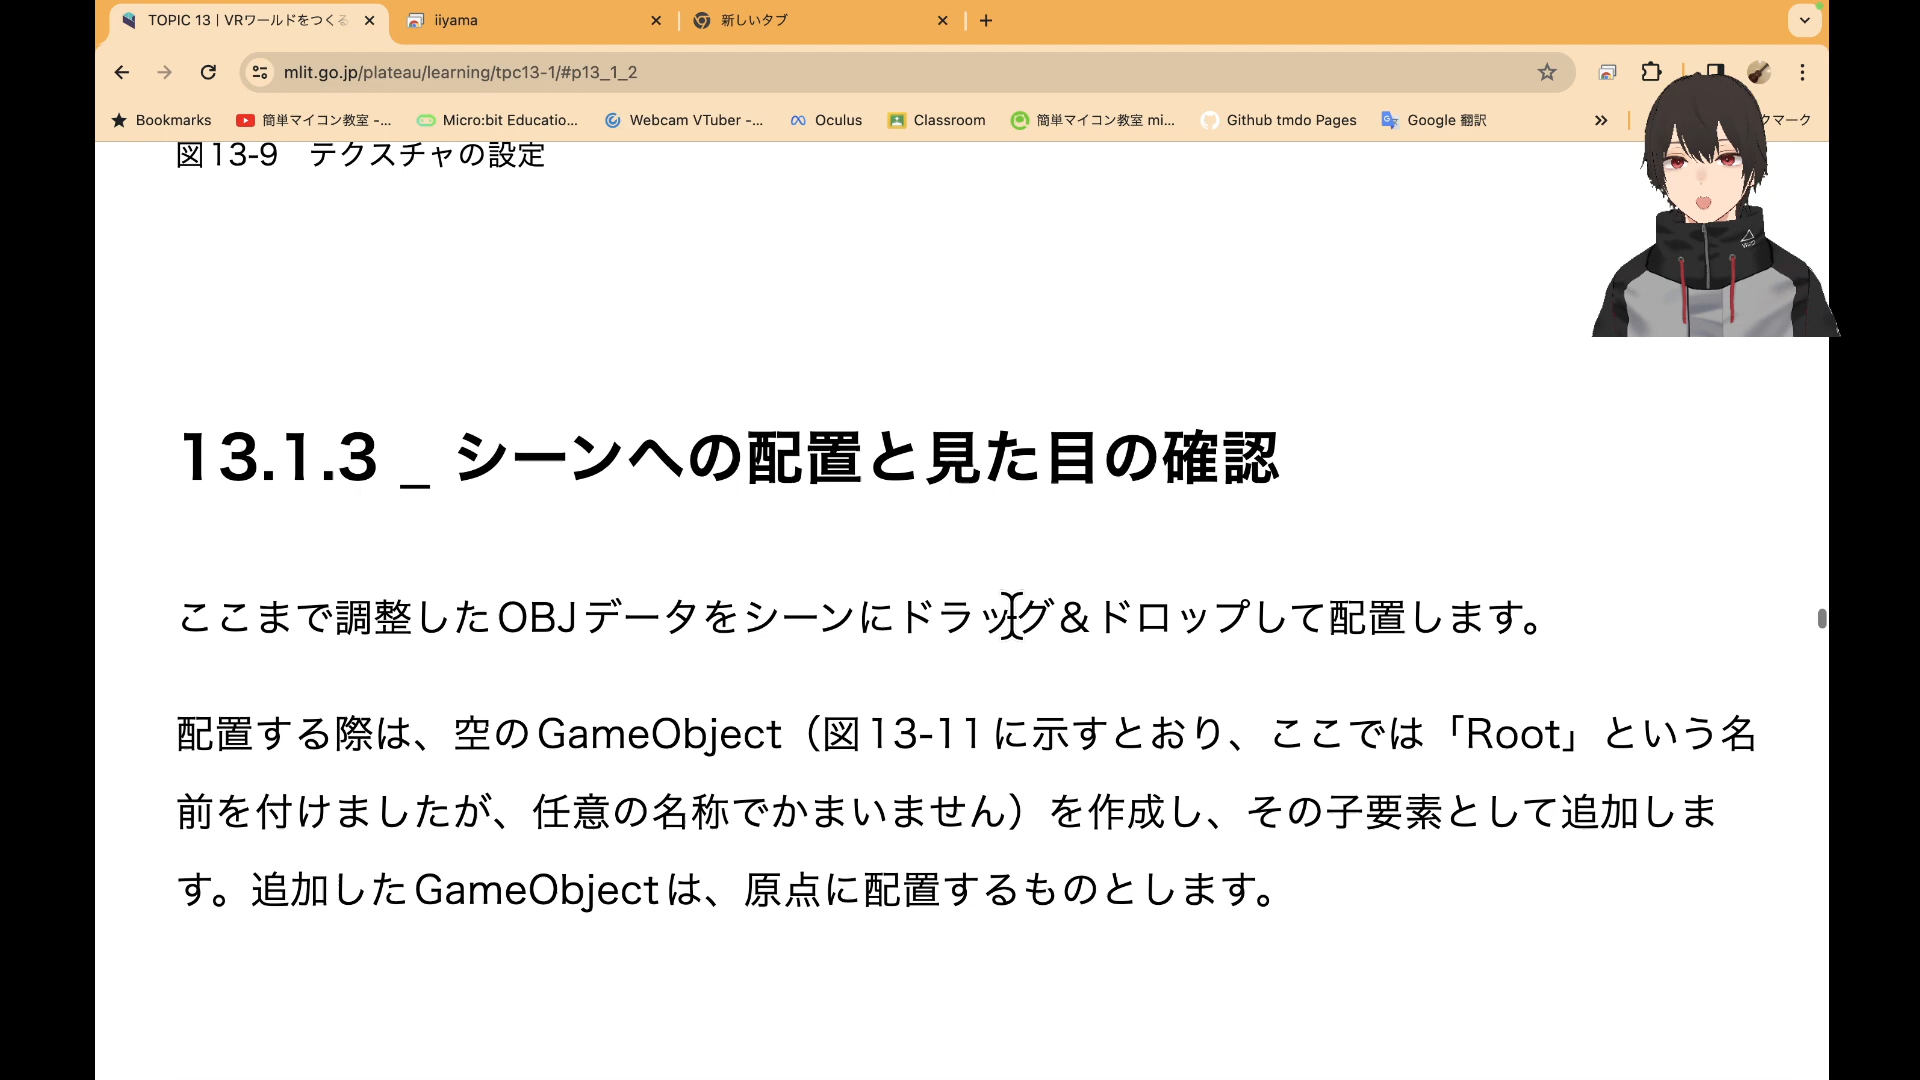 TOPIC 13 | VRワールドをつくる
iiyama
新しいタブ
mlit.go.jp/plateau/learning/tpc13-1/#p13_1_2
Bookmarks
簡単マイコン教室 -...
Micro:bit Educatio...
Webcam VTuber -...
Oculus
Classroom
簡単マイコン教室 mi...
Github tmdo Pages
Google 翻訳
クマーク
図13-9　テクスチャの設定
13.1.3 _ シーンへの配置と見た目の確認
ここまで調整したOBJデータをシーンにドラッグ＆ドロップして配置します。
配置する際は、空のGameObject（図13-11に示すとおり、ここでは「Root」という名
前を付けましたが、任意の名称でかまいません）を作成し、その子要素として追加しま
す。追加したGameObjectは、原点に配置するものとします。